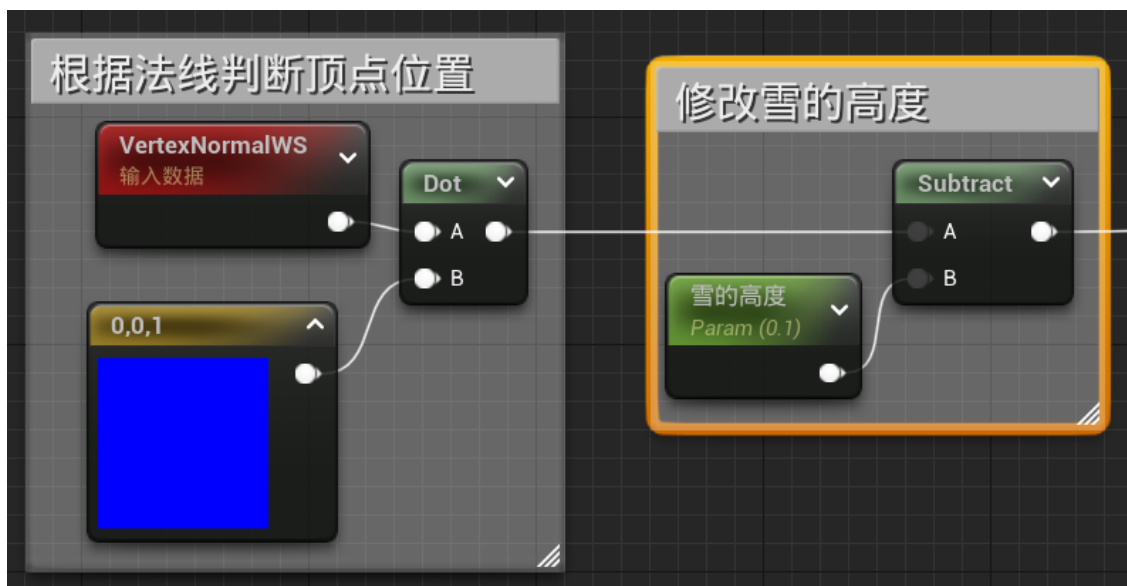 根据法线判断顶点位置
VertexNormalWS
输入数据
Dot
A
B
0,0,1
修改雪的高度
Subtract
A
B
雪的高度
Param (0.1)